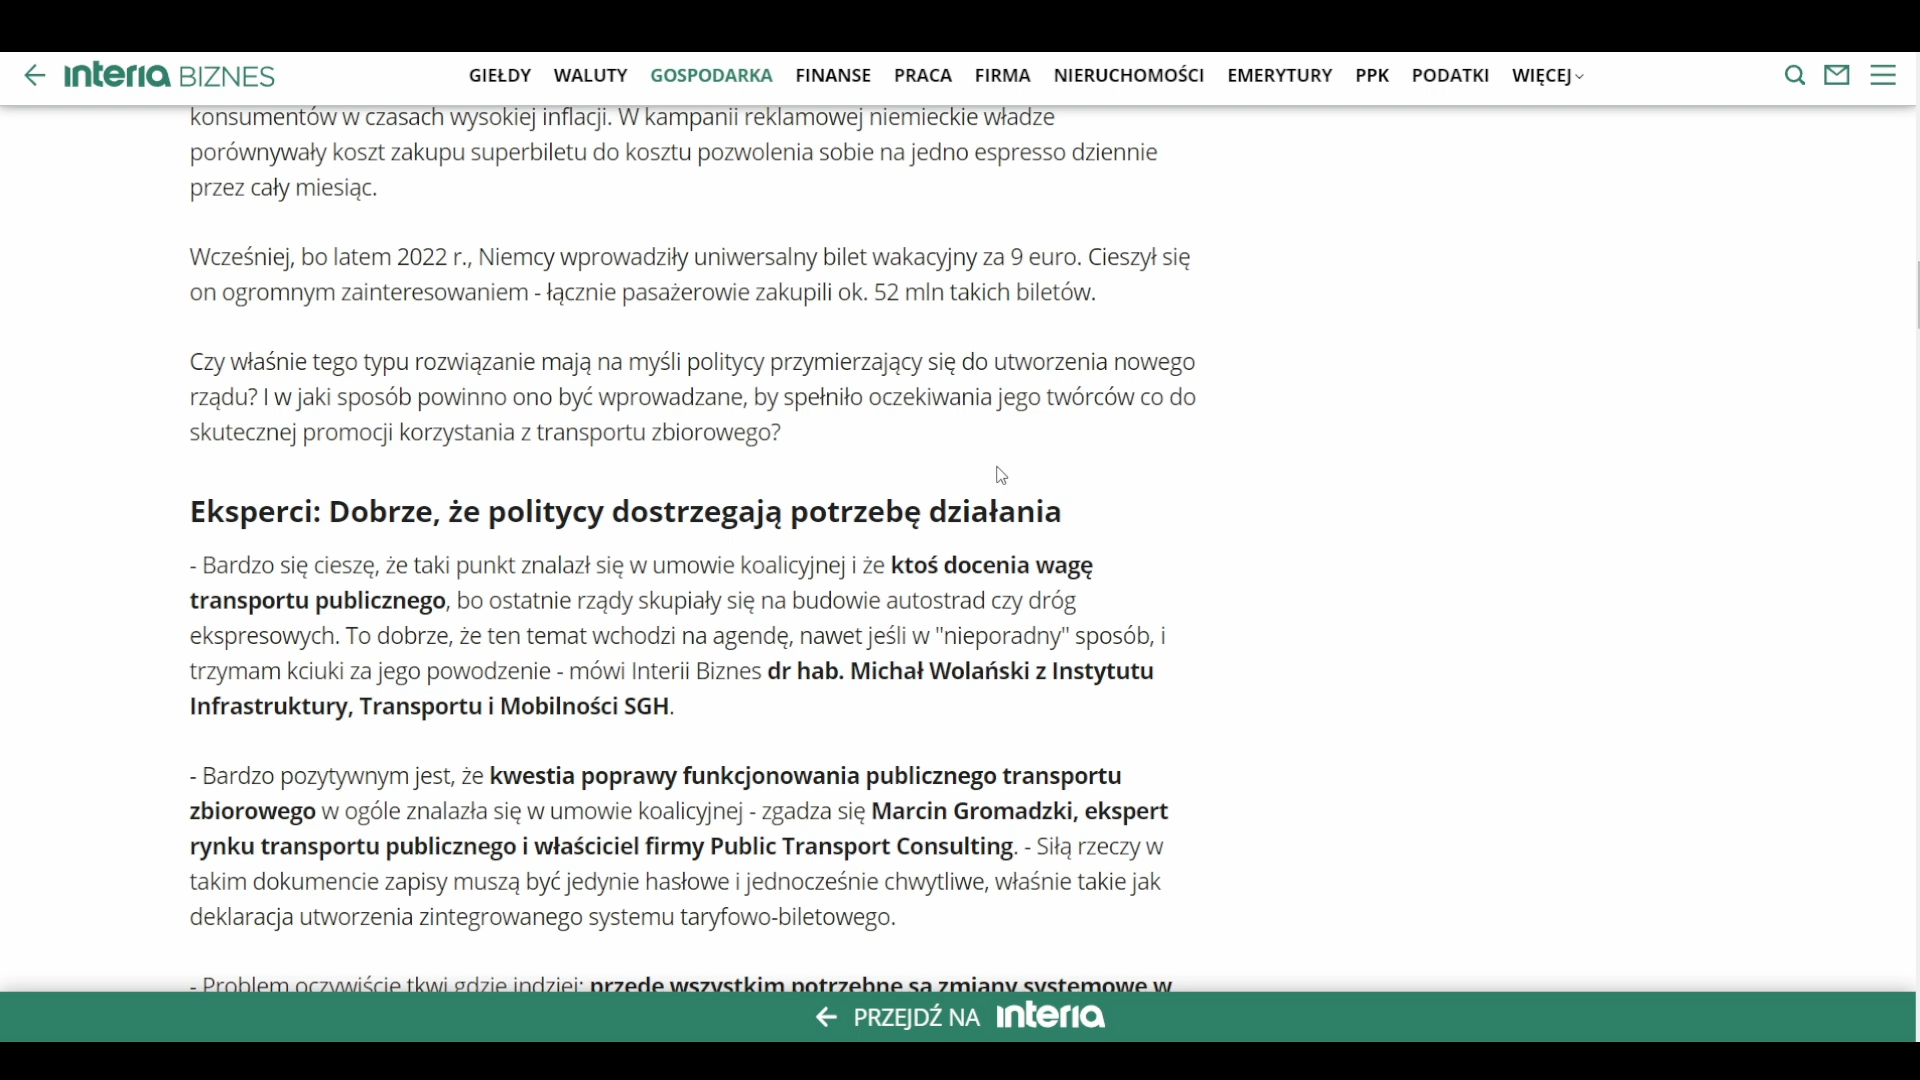 interia BIZNES
GIEŁDY WALUTY GOSPODARKA FINANSE PRACA FIRMA NIERUCHOMOŚCI EMERYTURY PPK PODATKI WIĘCEJ
konsumentów w czasach wysokiej inflacji. W kampanii reklamowej niemieckie władze
porównywały koszt zakupu superbiletu do kosztu pozwolenia sobie na jedno espresso dziennie
przez cały miesiąc.
Wcześniej, bo latem 2022 r., Niemcy wprowadziły uniwersalny bilet wakacyjny za 9 euro. Cieszył się
on ogromnym zainteresowaniem - łącznie pasażerowie zakupili ok. 52 mln takich biletów.
Czy właśnie tego typu rozwiązanie mają na myśli politycy przymierzający się do utworzenia nowego
rządu? I w jaki sposób powinno ono być wprowadzane, by spełniło oczekiwania jego twórców co do
skutecznej promocji korzystania z transportu zbiorowego?
Eksperci: Dobrze, że politycy dostrzegają potrzebę działania
- Bardzo się cieszę, że taki punkt znalazł się w umowie koalicyjnej i że ktoś docenia wagę
transportu publicznego, bo ostatnie rządy skupiały się na budowie autostrad czy dróg
ekspresowych. To dobrze, że ten temat wchodzi na agendę, nawet jeśli w "nieporadny" sposób, i
trzymam kciuki za jego powodzenie - mówi Interii Biznes dr hab. Michał Wolański z Instytutu
Infrastruktury, Transportu i Mobilności SGH.
- Bardzo pozytywnym jest, że kwestia poprawy funkcjonowania publicznego transportu
zbiorowego w ogóle znalazła się w umowie koalicyjnej - zgadza się Marcin Gromadzki, ekspert
rynku transportu publicznego i właściciel firmy Public Transport Consulting. - Siłą rzeczy w
takim dokumencie zapisy muszą być jedynie hasłowe i jednocześnie chwytliwe, właśnie takie jak
deklaracja utworzenia zintegrowanego systemu taryfowo-biletowego.
- Problem oczywiście tkwi gdzie indziej: przede wszystkim potrzebne są zmiany systemowe w
PRZEJDŹ NA interia